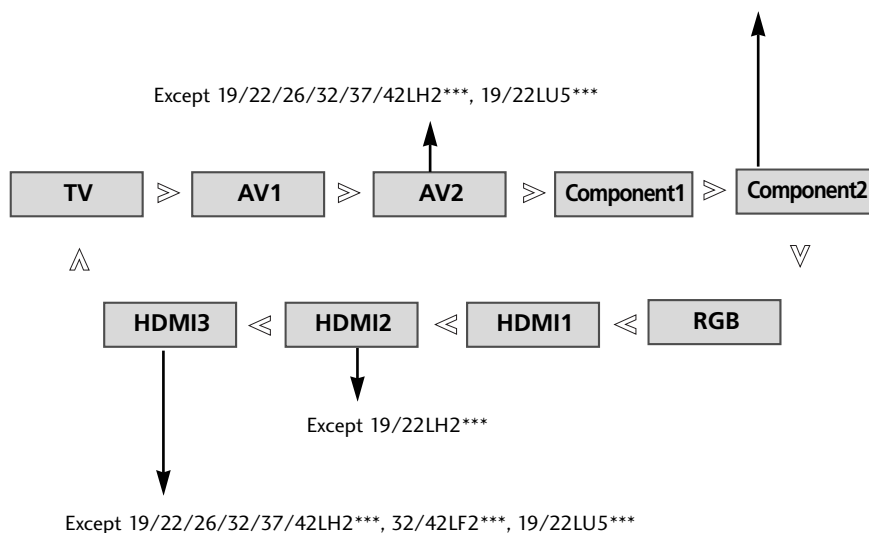 Except 19/22/26/32/37/42LH2***, 19/22LU5***
TV AV1 AV2 Component1 Component2
HDMI3 HDMI2 HDMI1 RGB
Except 19/22LH2***
Except 19/22/26/32/37/42LH2***, 32/42LF2***, 19/22LU5***